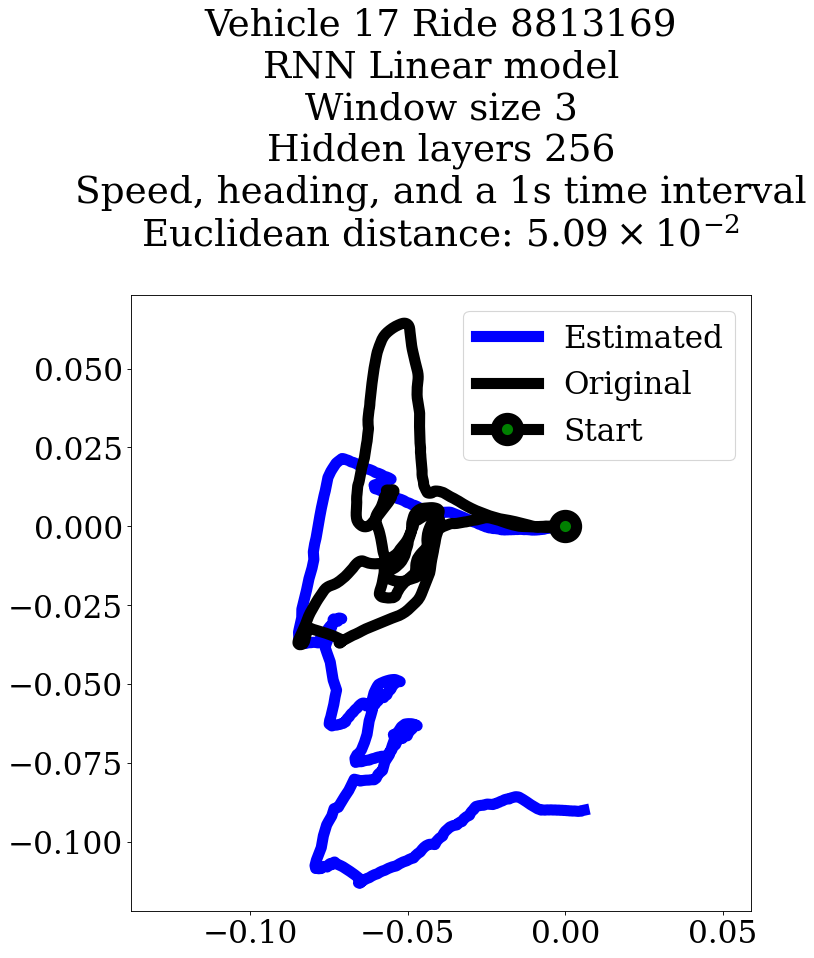 Vehicle 17 Ride 8813169
RNN Linear model
Window size 3
Hidden layers 256
Speed, heading, and a 1s time interval
Euclidean distance: 5.09 × 10⁻²
Estimated
Original
Start
0.050
0.025
0.000
−0.025
−0.050
−0.075
−0.100
−0.10 −0.05 0.00 0.05